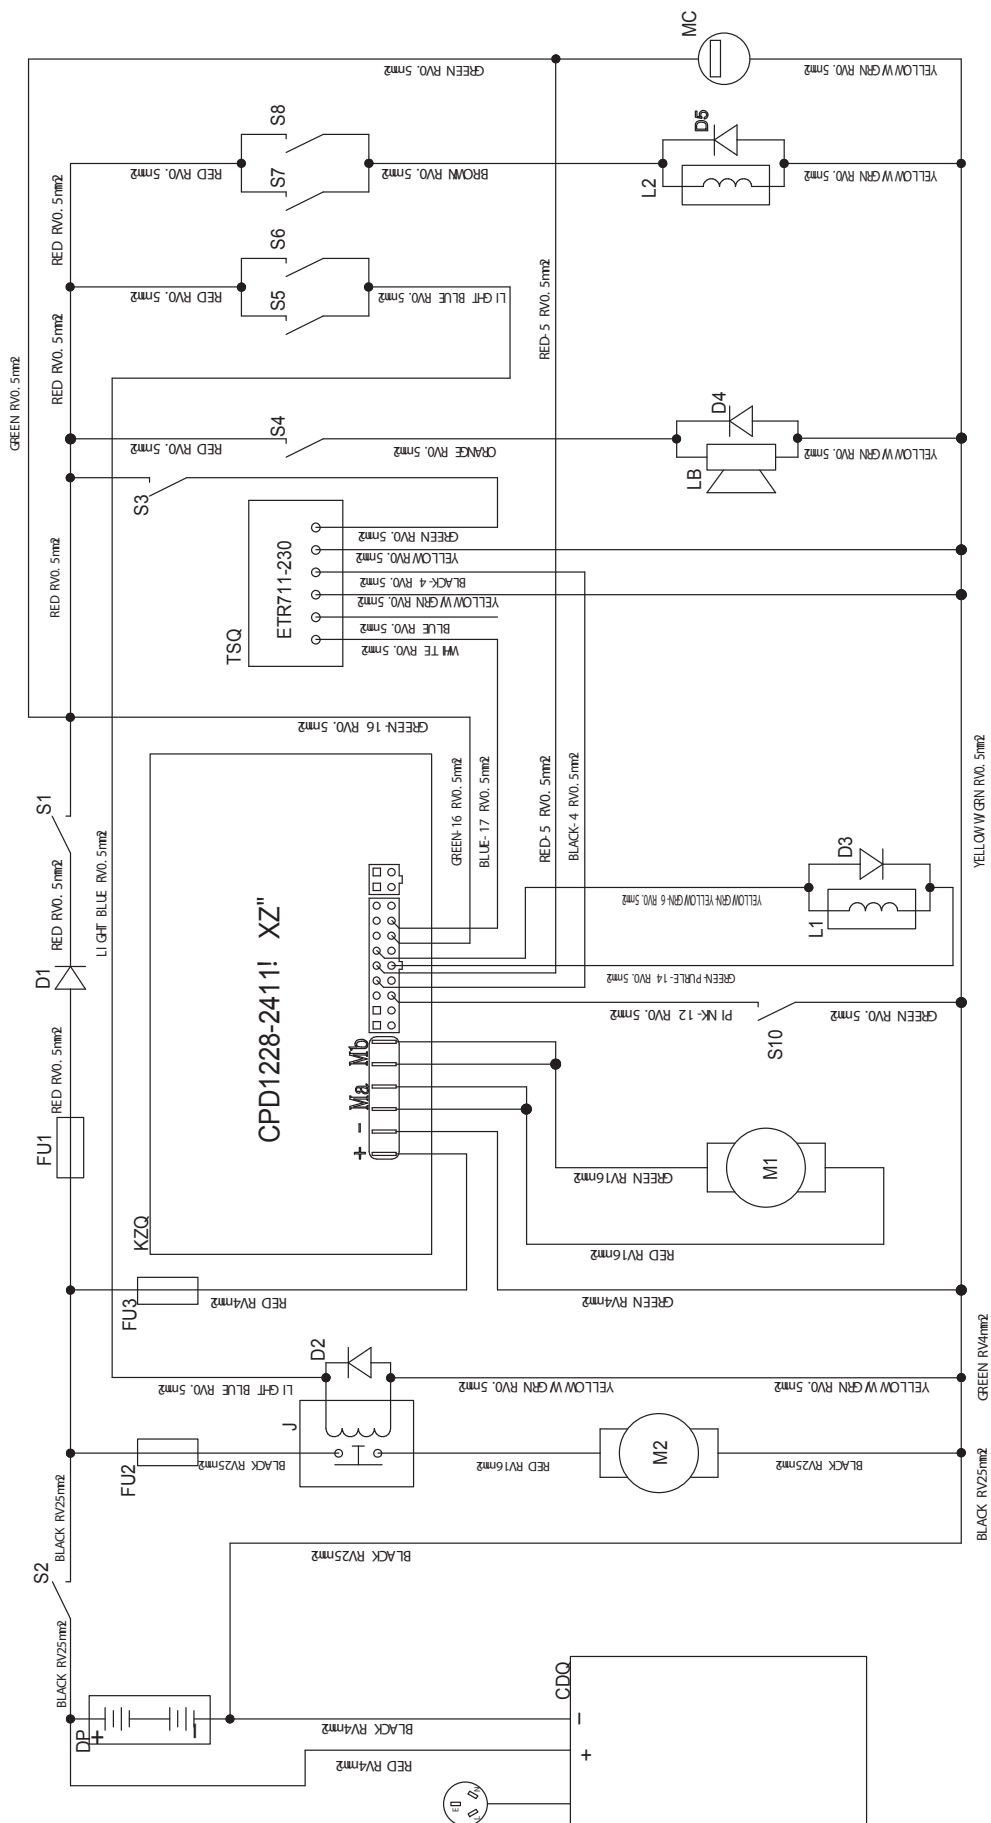 MC
GREEN RV0.5mm2
YELLOW W/GRN RV0.5mm2
S8
D5
S7
RED RV0.5mm2
BROWN RV0.5mm2
L2
YELLOW W/GRN RV0.5mm2
RED RV0.5mm2
S6
S5
RED RV0.5mm2
LIGHT BLUE RV0.5mm2
RED-5 RV0.5mm2
RED RV0.5mm2
GREEN RV0.5mm2
S4
D4
RED RV0.5mm2
ORANGE RV0.5mm2
YELLOW W/GRN RV0.5mm2
LB
S3
GREEN RV0.5mm2
YELLOW RV0.5mm2
BLACK-4 RV0.5mm2
YELLOW W/GRN RV0.5mm2
BLUE RV0.5mm2
WHITE RV0.5mm2
ETR711-230
TSQ
RED RV0.5mm2
GREEN-16 RV0.5mm2
S1
GREEN-16 RV0.5mm2
BLUE-17 RV0.5mm2
RED-5 RV0.5mm2
BLACK-4 RV0.5mm2
YELLOW W/GRN RV0.5mm2
D3
RED RV0.5mm2
LIGHT BLUE RV0.5mm2
YELLOW/GRN-YELLOW/GRN-6 RV0.5mm2
L1
D1
CPD1228-2411! XZ"
GREEN-PURLE-14 RV0.5mm2
PINK-12 RV0.5mm2
GREEN RV0.5mm2
S10
RED RV0.5mm2
Mb
Ma
-
+
FU1
M1
GREEN RV16mm2
KZQ
RED RV16mm2
FU3
RED RV4mm2
GREEN RV4mm2
GREEN RV4mm2
D2
LIGHT BLUE RV0.5mm2
YELLOW W/GRN RV0.5mm2
YELLOW W/GRN RV0.5mm2
J
FU2
BLACK RV25mm2
RED RV16mm2
M2
BLACK RV25mm2
BLACK RV25mm2
BLACK RV25mm2
S2
BLACK RV25mm2
BLACK RV25mm2
CDQ
DP
+
-
BLACK RV4mm2
-
RED RV4mm2
+
E
N
L